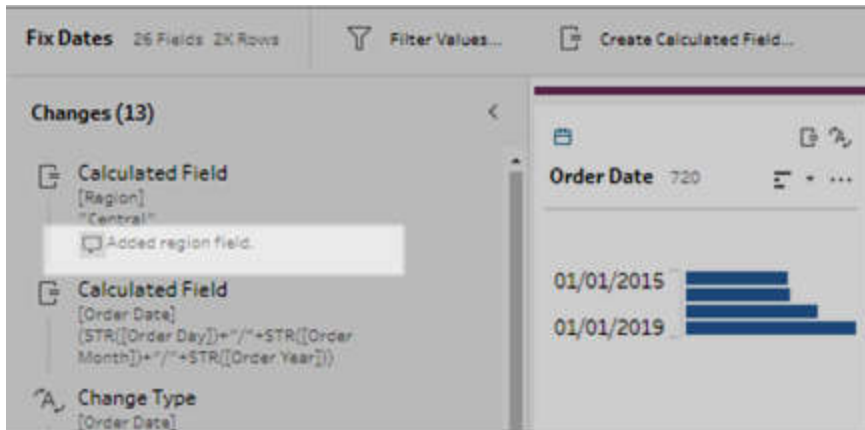 Fix Dates 26 Fields 2K Rows Filter Values... Create Calculated Field...
Changes (13)
Calculated Field
[Region]
"Central"
Added region field.
Calculated Field
[Order Date]
(STR([Order Day])+"/"+STR([Order
Month])+"/"+STR([Order Year]))
Change Type
[Order Date]
Order Date 720
01/01/2015
01/01/2019